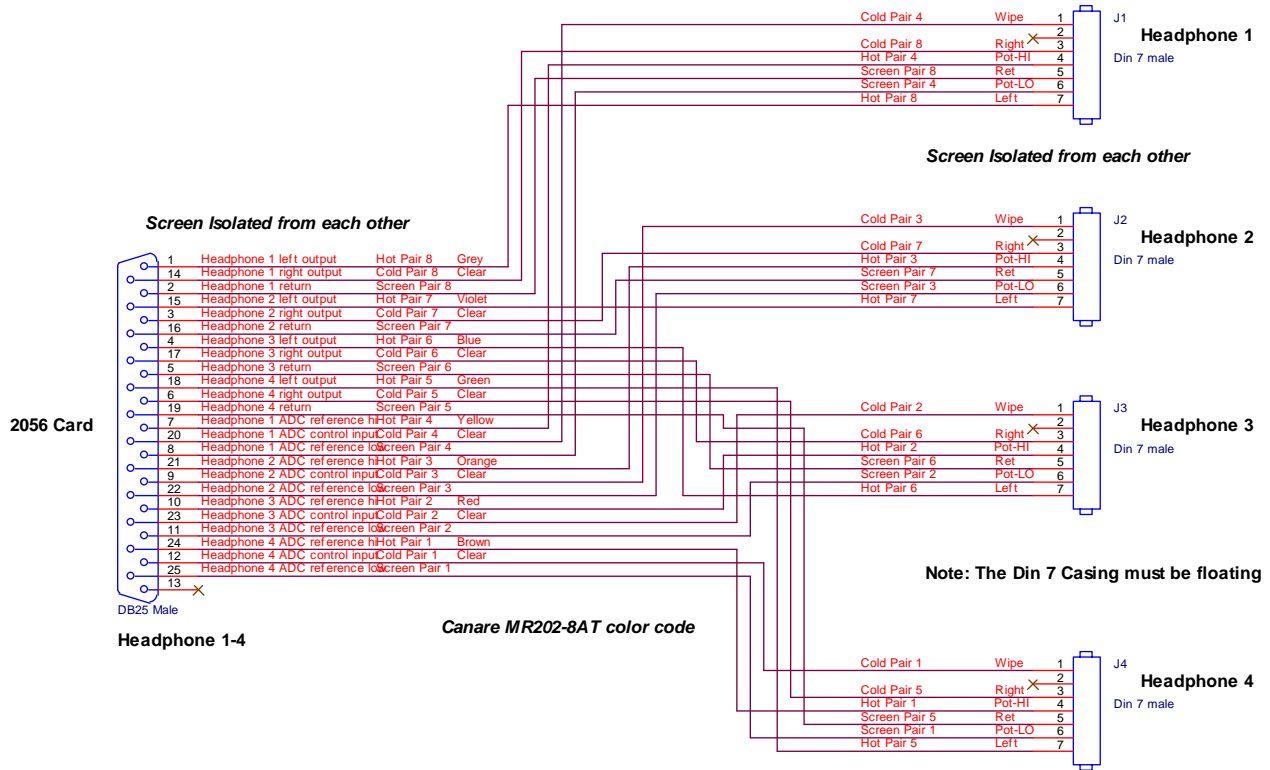 Cold Pair 4 Wipe 1 J1
2 Headphone 1
Cold Pair 8 Right 3
Hot Pair 4 Pot-HI 4 Din 7 male
Screen Pair 8 Ret 5
Screen Pair 4 Pot-LO 6
Hot Pair 8 Left 7
Screen Isolated from each other
Cold Pair 3 Wipe 1 J2
2 Headphone 2
Cold Pair 7 Right 3
Hot Pair 3 Pot-HI 4 Din 7 male
Screen Pair 7 Ret 5
Screen Pair 3 Pot-LO 6
Hot Pair 7 Left 7
Screen Isolated from each other
1 Headphone 1 left output Hot Pair 8 Grey
14 Headphone 1 right output Cold Pair 8 Clear
2 Headphone 1 return Screen Pair 8
15 Headphone 2 left output Hot Pair 7 Violet
3 Headphone 2 right output Cold Pair 7 Clear
16 Headphone 2 return Screen Pair 7
4 Headphone 3 left output Hot Pair 6 Blue
17 Headphone 3 right output Cold Pair 6 Clear
5 Headphone 3 return Screen Pair 6
18 Headphone 4 left output Hot Pair 5 Green
6 Headphone 4 right output Cold Pair 5 Clear
19 Headphone 4 return Screen Pair 5
2056 Card
7 Headphone 1 ADC reference hi Hot Pair 4 Yellow
20 Headphone 1 ADC control input Cold Pair 4 Clear
8 Headphone 1 ADC reference low Screen Pair 4
21 Headphone 2 ADC reference hi Hot Pair 3 Orange
9 Headphone 2 ADC control input Cold Pair 3 Clear
22 Headphone 2 ADC reference low Screen Pair 3
10 Headphone 3 ADC reference hi Hot Pair 2 Red
23 Headphone 3 ADC control input Cold Pair 2 Clear
11 Headphone 3 ADC reference low Screen Pair 2
24 Headphone 4 ADC reference hi Hot Pair 1 Brown
12 Headphone 4 ADC control input Cold Pair 1 Clear
25 Headphone 4 ADC reference low Screen Pair 1
13
DB25 Male
Headphone 1-4
Cold Pair 2 Wipe 1 J3
2 Headphone 3
Cold Pair 6 Right 3
Hot Pair 2 Pot-HI 4 Din 7 male
Screen Pair 6 Ret 5
Screen Pair 2 Pot-LO 6
Hot Pair 6 Left 7
Note: The Din 7 Casing must be floating
Canare MR202-8AT color code
Cold Pair 1 Wipe 1 J4
2 Headphone 4
Cold Pair 5 Right 3
Hot Pair 1 Pot-HI 4 Din 7 male
Screen Pair 5 Ret 5
Screen Pair 1 Pot-LO 6
Hot Pair 5 Left 7